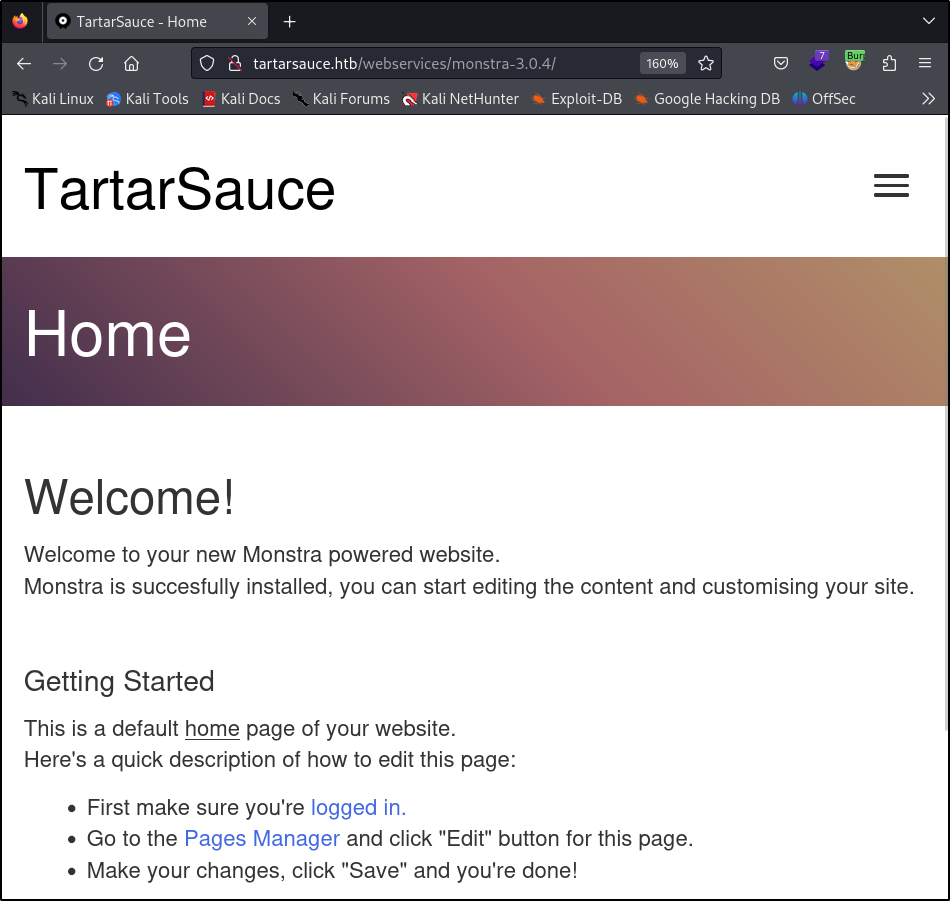 TartarSauce - Home
tartarsauce.htb/webservices/monstra-3.0.4/ 160% 7 Bur
Kali Linux Kali Tools Kali Docs Kali Forums Kali NetHunter Exploit-DB Google Hacking DB OffSec
TartarSauce
Home
Welcome!
Welcome to your new Monstra powered website.
Monstra is succesfully installed, you can start editing the content and customising your site.
Getting Started
This is a default home page of your website.
Here's a quick description of how to edit this page:
• First make sure you're logged in.
• Go to the Pages Manager and click "Edit" button for this page.
• Make your changes, click "Save" and you're done!